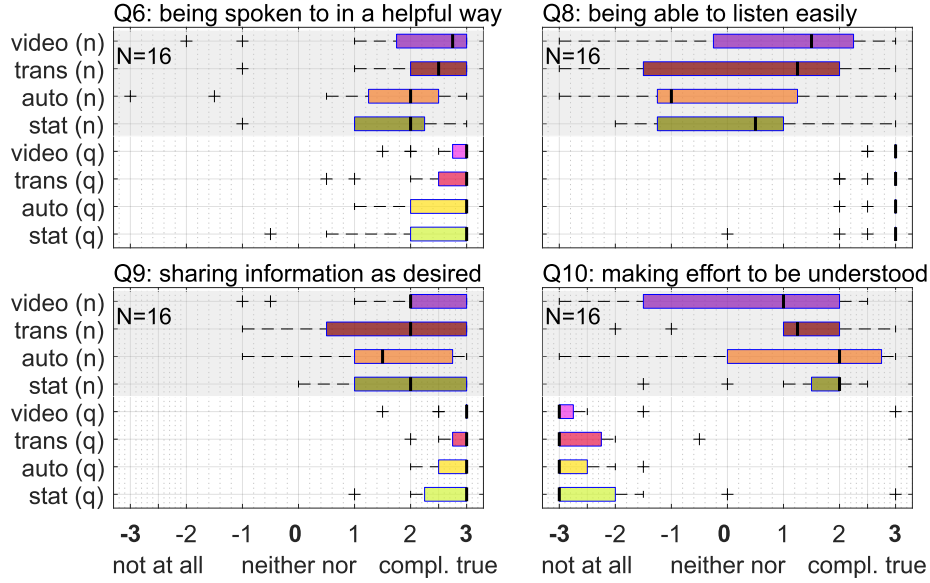 Q6: being spoken to in a helpful way
Q8: being able to listen easily
video (n)
trans (n)
auto (n)
stat (n)
video (q)
trans (q)
auto (q)
stat (q)
N=16
N=16
Q9: sharing information as desired
Q10: making effort to be understood
video (n)
trans (n)
auto (n)
stat (n)
video (q)
trans (q)
auto (q)
stat (q)
N=16
N=16
-3 -2 -1 0 1 2 3
-3 -2 -1 0 1 2 3
not at all neither nor compl. true
not at all neither nor compl. true